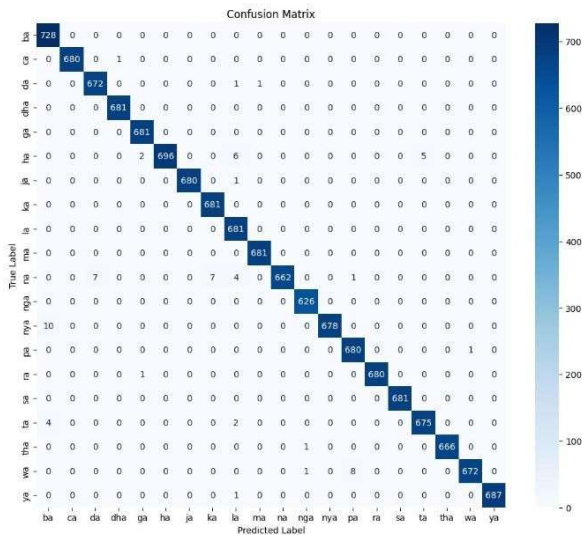 Confusion Matrix
ba 728 0 0 0 0 0 0 0 0 0 0 0 0 0 0 0 0 0 0 0
ca 0 680 0 1 0 0 0 0 0 0 0 0 0 0 0 0 0 0 0 0
da 0 0 672 0 0 0 0 0 1 1 0 0 0 0 0 0 0 0 0 0
dha 0 0 0 681 0 0 0 0 0 0 0 0 0 0 0 0 0 0 0 0
ga 0 0 0 0 681 0 0 0 0 0 0 0 0 0 0 0 0 0 0 0
ha 0 0 0 0 2 696 0 0 6 0 0 0 0 0 0 0 5 0 0 0
ja 0 0 0 0 0 0 680 0 1 0 0 0 0 0 0 0 0 0 0 0
ka 0 0 0 0 0 0 0 681 0 0 0 0 0 0 0 0 0 0 0 0
la 0 0 0 0 0 0 0 0 681 0 0 0 0 0 0 0 0 0 0 0
ma 0 0 0 0 0 0 0 0 0 681 0 0 0 0 0 0 0 0 0 0
na 0 0 7 0 0 0 0 7 4 0 662 0 0 1 0 0 0 0 0 0
nga 0 0 0 0 0 0 0 0 0 0 0 626 0 0 0 0 0 0 0 0
nya 10 0 0 0 0 0 0 0 0 0 0 0 678 0 0 0 0 0 0 0
pa 0 0 0 0 0 0 0 0 0 0 0 0 0 680 0 0 0 0 1 0
ra 0 0 0 0 1 0 0 0 0 0 0 0 0 0 680 0 0 0 0 0
sa 0 0 0 0 0 0 0 0 0 0 0 0 0 0 0 681 0 0 0 0
ta 4 0 0 0 0 0 0 0 2 0 0 0 0 0 0 0 675 0 0 0
tha 0 0 0 0 0 0 0 0 0 0 0 1 0 0 0 0 0 666 0 0
wa 0 0 0 0 0 0 0 0 0 0 0 1 0 8 0 0 0 0 672 0
ya 0 0 0 0 0 0 0 0 1 0 0 0 0 0 0 0 0 0 0 687
ba ca da dha ga ha ja ka la ma na nga nya pa ra sa ta tha wa ya
Predicted Label
True Label
700
600
500
400
300
200
100
0